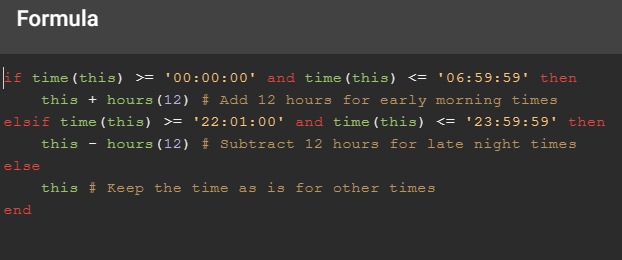 Formula
if time(this) >= '00:00:00' and time(this) <= '06:59:59' then
    this + hours(12) # Add 12 hours for early morning times
elsif time(this) >= '22:01:00' and time(this) <= '23:59:59' then
    this - hours(12) # Subtract 12 hours for late night times
else
    this # Keep the time as is for other times
end